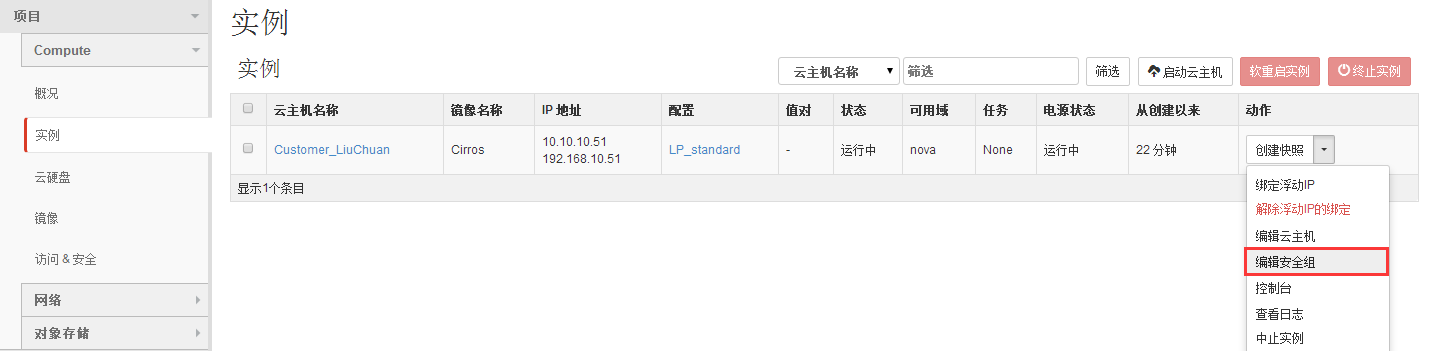 项目
Compute
概况
实例
云硬盘
镜像
访问 & 安全
网络
对象存储
实例
实例
云主机名称 筛选 筛选 启动云主机 软重启实例 终止实例
云主机名称 镜像名称 IP 地址 配置 值对 状态 可用域 任务 电源状态 从创建以来 动作
Customer_LiuChuan Cirros 10.10.10.51 LP_standard - 运行中 nova None 运行中 22 分钟 创建快照
192.168.10.51
显示1个条目
绑定浮动IP
解除浮动IP的绑定
编辑云主机
编辑安全组
控制台
查看日志
中止实例